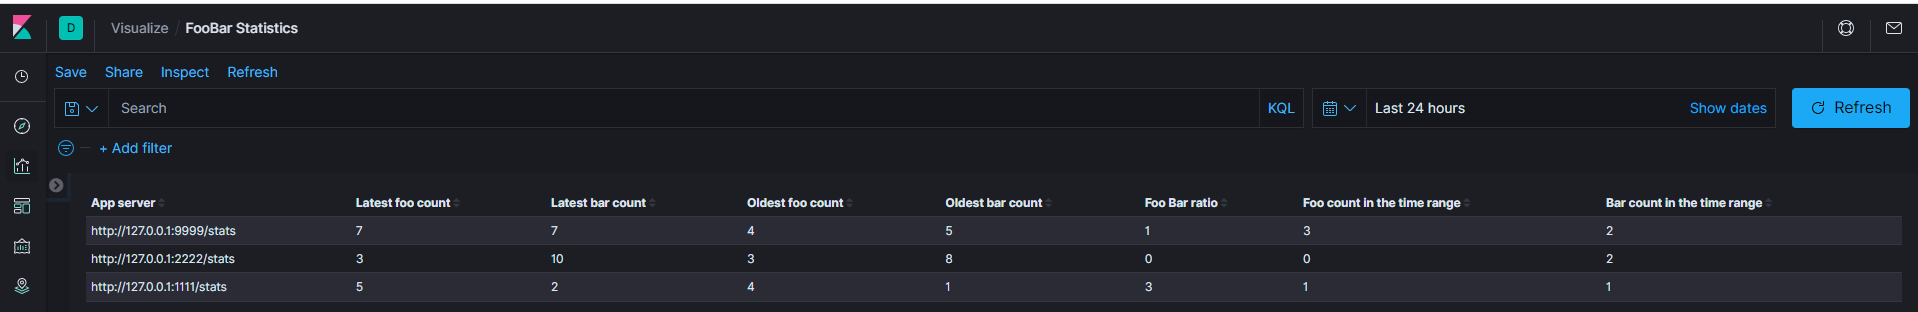 D Visualize / FooBar Statistics
Save Share Inspect Refresh
Search KQL Last 24 hours Show dates Refresh
+ Add filter
App server Latest foo count Latest bar count Oldest foo count Oldest bar count Foo Bar ratio Foo count in the time range Bar count in the time range
http://127.0.0.1:9999/stats 7 7 4 5 1 3 2
http://127.0.0.1:2222/stats 3 10 3 8 0 0 2
http://127.0.0.1:1111/stats 5 2 4 1 3 1 1